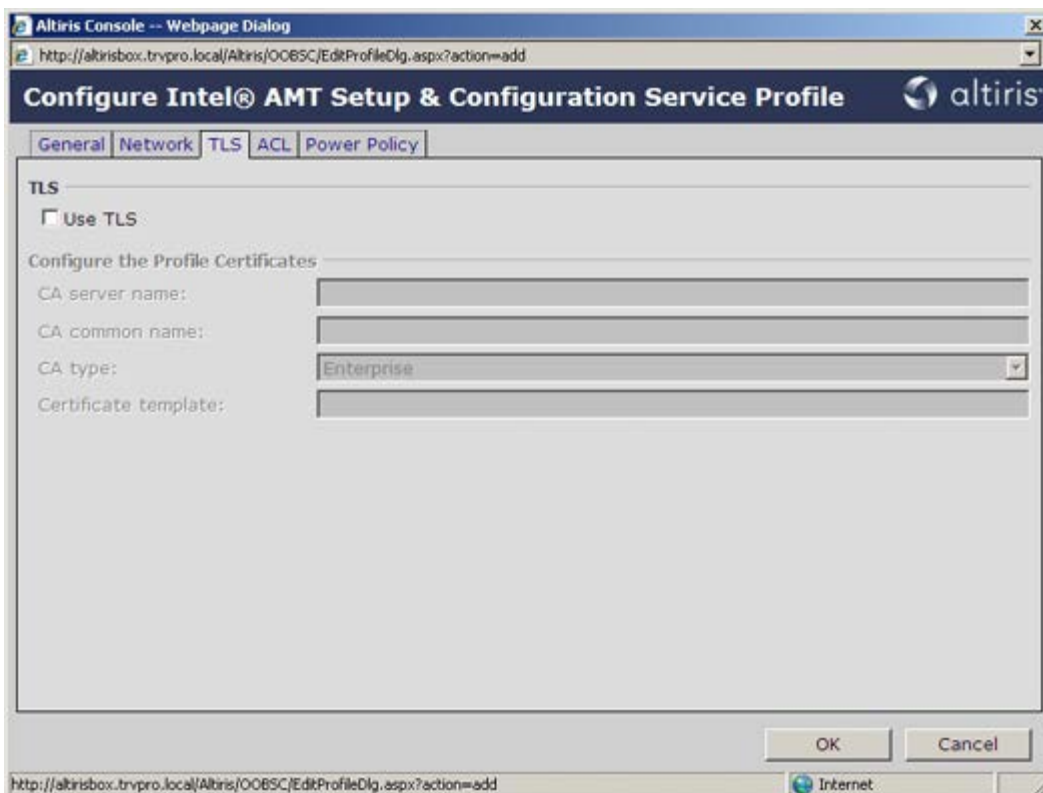 Altiris Console -- Webpage Dialog
http://altirisbox.trvpro.local/Altiris/OOBSC/EditProfileDlg.aspx?action=add
Configure Intel® AMT Setup & Configuration Service Profile altiris
General Network TLS ACL Power Policy
TLS
Use TLS
Configure the Profile Certificates
CA server name:
CA common name:
CA type: Enterprise
Certificate template:
OK Cancel
http://altirisbox.trvpro.local/Altiris/OOBSC/EditProfileDlg.aspx?action=add Internet